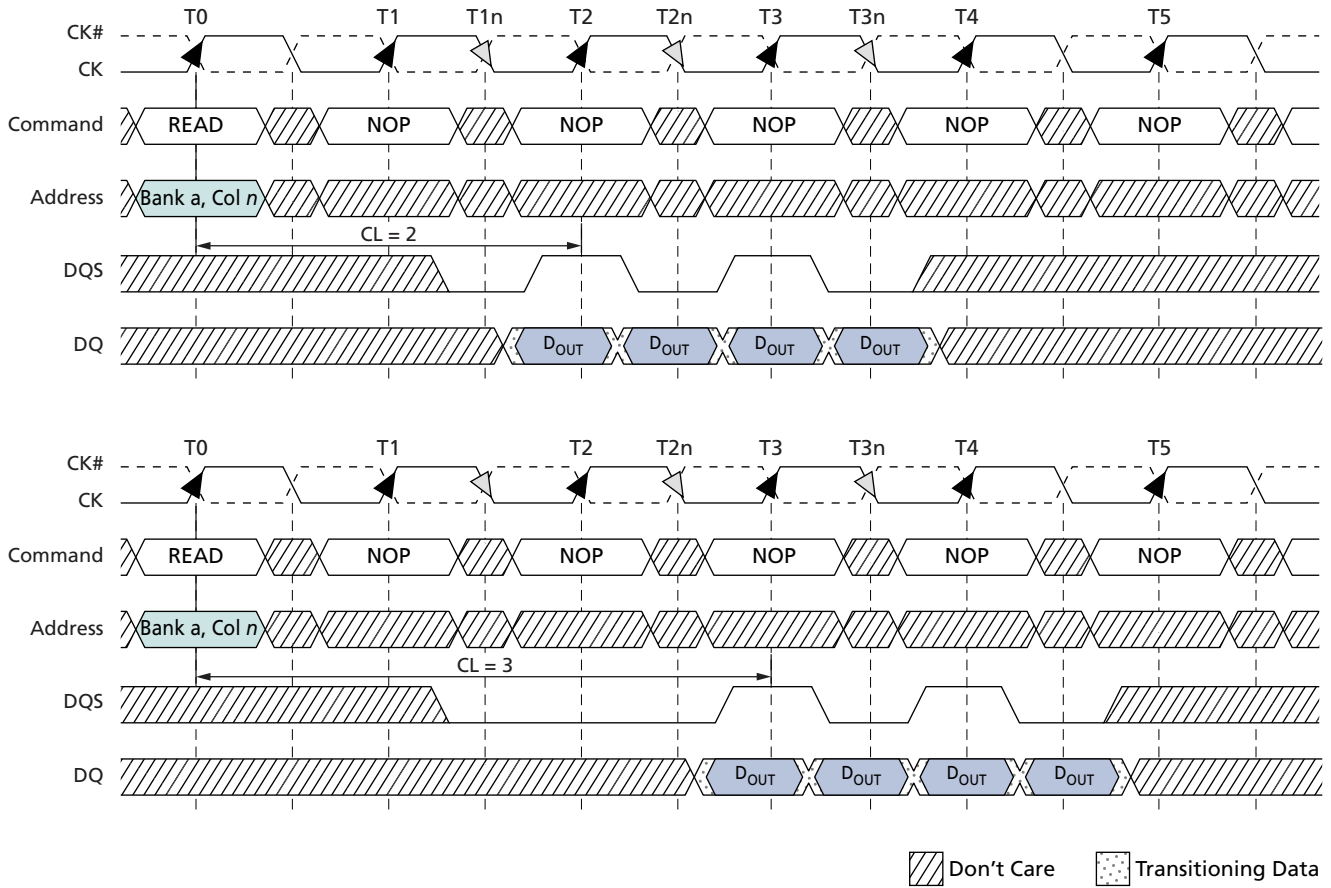 T0 T1 T1n T2 T2n T3 T3n T4 T5
CK#
CK
Command READ NOP NOP NOP NOP NOP
Address Bank a, Col n
CL = 2
DQS
DQ DOUT DOUT DOUT DOUT
T0 T1 T2 T2n T3 T3n T4 T5
CK#
CK
Command READ NOP NOP NOP NOP NOP
Address Bank a, Col n
CL = 3
DQS
DQ DOUT DOUT DOUT DOUT
Don't Care Transitioning Data